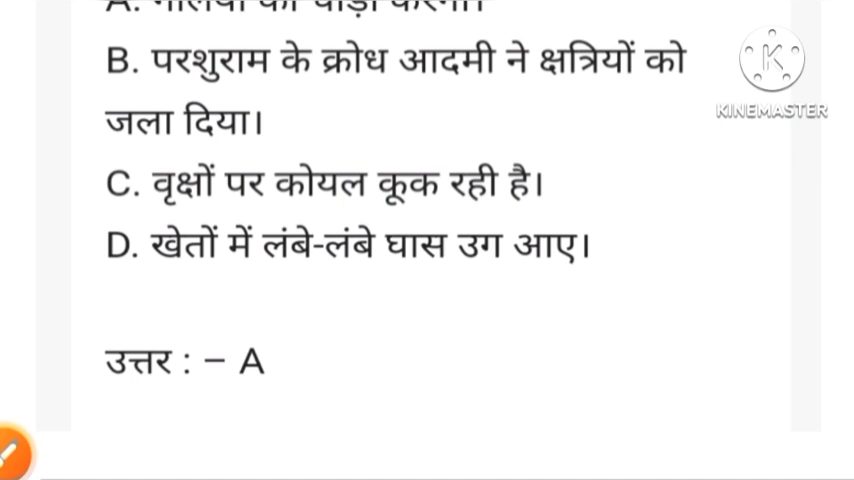 B. परशुराम के क्रोध आदमी ने क्षत्रियों को
जला दिया।
C. वृक्षों पर कोयल कूक रही है।
D. खेतों में लंबे-लंबे घास उग आए।
उत्तर : – A
K
KINEMASTER